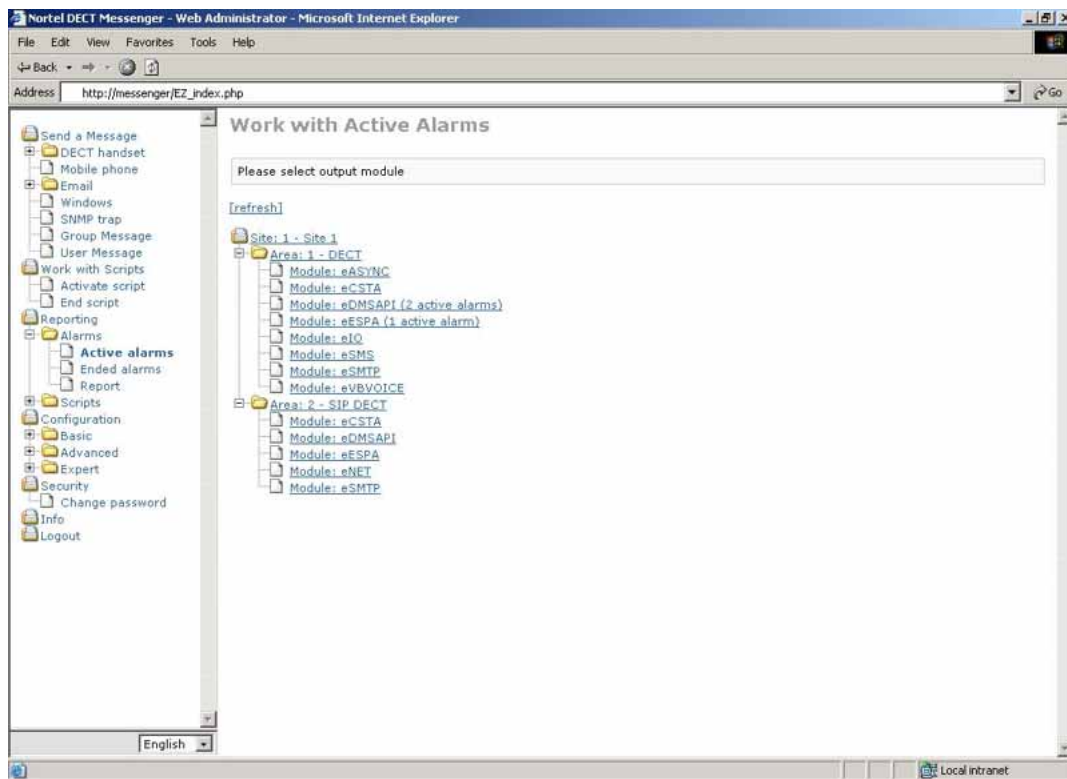 Nortel DECT Messenger - Web Administrator - Microsoft Internet Explorer
File Edit View Favorites Tools Help
Back
Address http://messenger/EZ_index.php Go
Send a Message
DECT handset
Mobile phone
Email
Windows
SNMP trap
Group Message
User Message
Work with Scripts
Activate script
End script
Reporting
Alarms
Active alarms
Ended alarms
Report
Scripts
Configuration
Basic
Advanced
Expert
Security
Change password
Info
Logout
English
Work with Active Alarms
Please select output module
[refresh]
Site: 1 - Site 1
Area: 1 - DECT
Module: eASYNC
Module: eCSTA
Module: eDMSAPI (2 active alarms)
Module: eESPA (1 active alarm)
Module: eIO
Module: eSMS
Module: eSMTP
Module: eVBVOICE
Area: 2 - SIP DECT
Module: eCSTA
Module: eDMSAPI
Module: eESPA
Module: eNET
Module: eSMTP
Local intranet